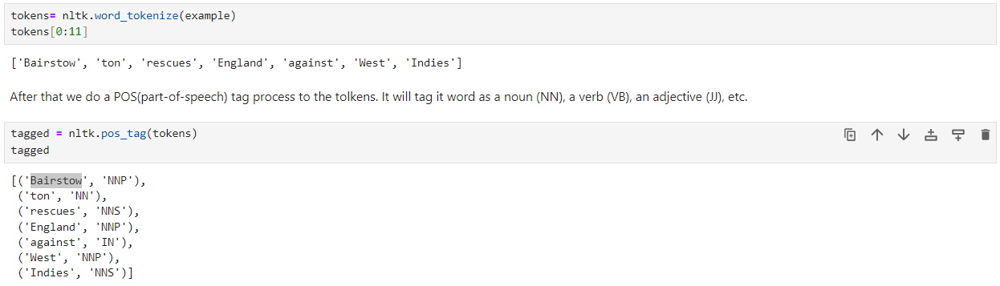 tokens= nltk.word_tokenize(example)
tokens[0:11]
['Bairstow', 'ton', 'rescues', 'England', 'against', 'West', 'Indies']
After that we do a POS(part-of-speech) tag process to the tolkens. It will tag it word as a noun (NN), a verb (VB), an adjective (JJ), etc.
tagged = nltk.pos_tag(tokens)
tagged
[('Bairstow', 'NNP'),
('ton', 'NN'),
('rescues', 'NNS'),
('England', 'NNP'),
('against', 'IN'),
('West', 'NNP'),
('Indies', 'NNS')]